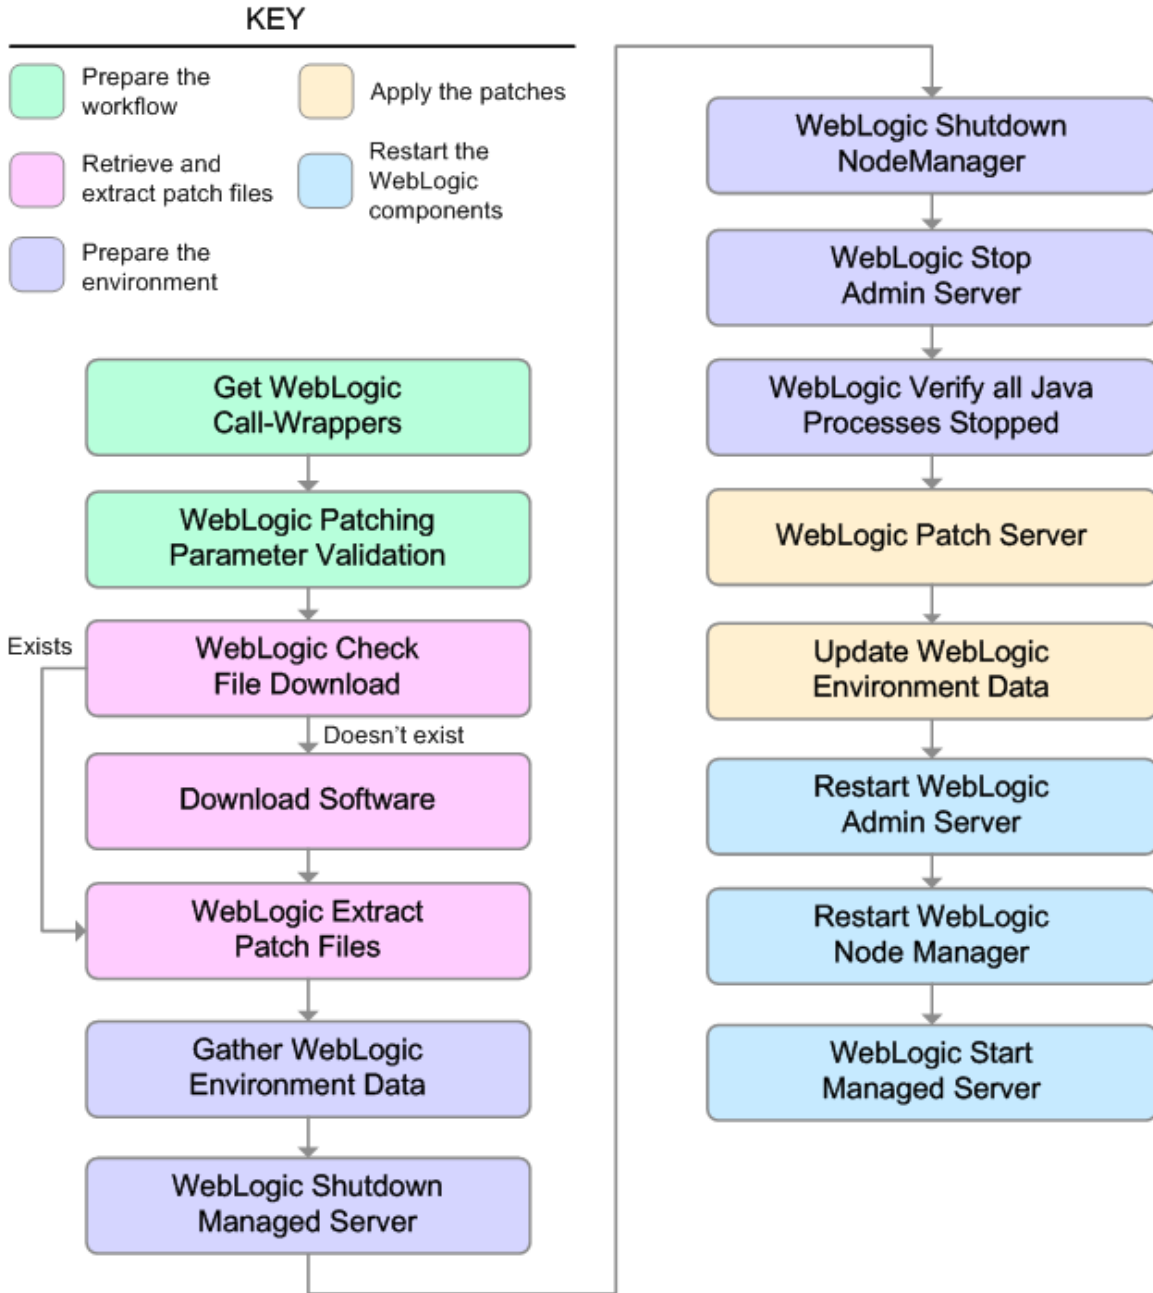 KEY
Prepare the
workflow
Apply the patches
Retrieve and
extract patch files
Restart the
WebLogic
components
Prepare the
environment
Get WebLogic
Call-Wrappers
WebLogic Patching
Parameter Validation
Exists
WebLogic Check
File Download
Doesn't exist
Download Software
WebLogic Extract
Patch Files
Gather WebLogic
Environment Data
WebLogic Shutdown
Managed Server
WebLogic Shutdown
NodeManager
WebLogic Stop
Admin Server
WebLogic Verify all Java
Processes Stopped
WebLogic Patch Server
Update WebLogic
Environment Data
Restart WebLogic
Admin Server
Restart WebLogic
Node Manager
WebLogic Start
Managed Server